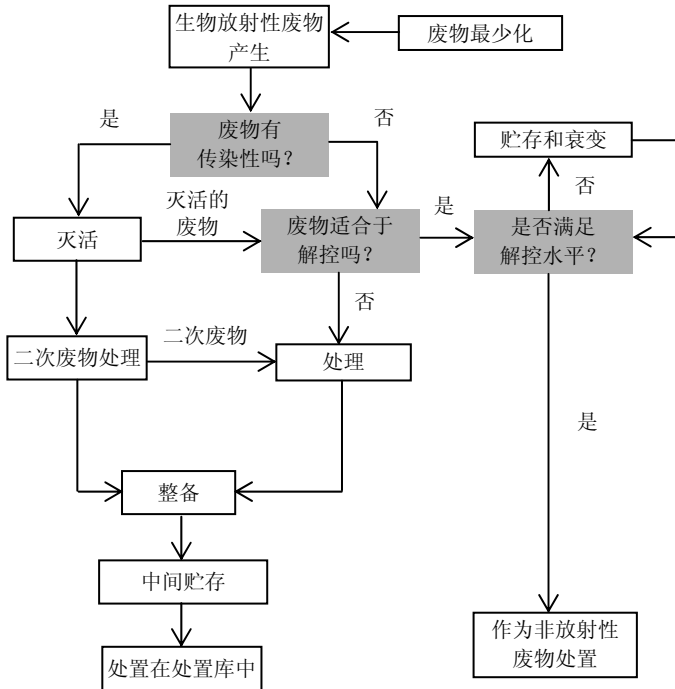 生物放射性废物
产生
废物最少化
是
废物有
传染性吗？
否
贮存和衰变
灭活的
废物
是
否
灭活
废物适合于
解控吗？
是否满足
解控水平？
否
二次废物处理
二次废物
处理
是
整备
中间贮存
作为非放射性
废物处置
处置在处置库中